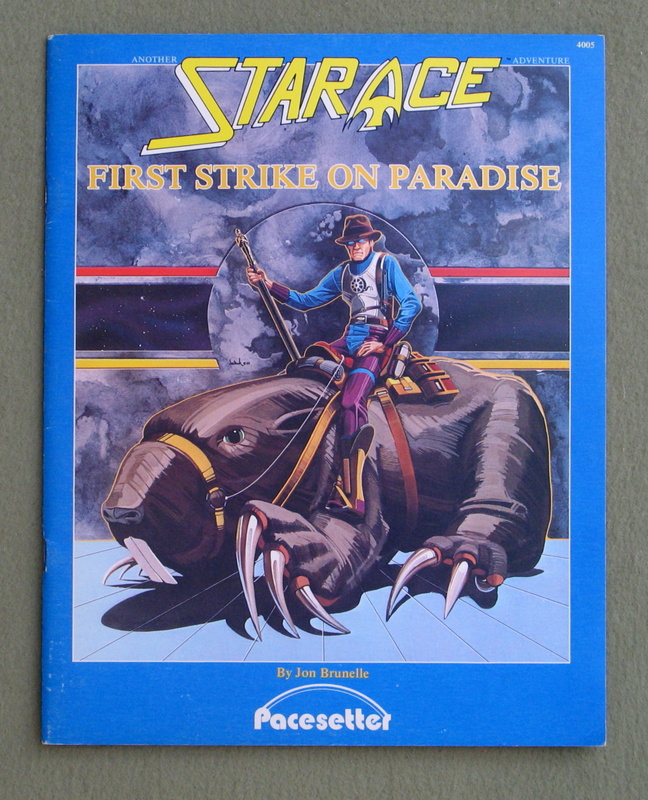 4005
ANOTHER STAR ACE ADVENTURE
FIRST STRIKE ON PARADISE
By Jon Brunelle
Pacesetter